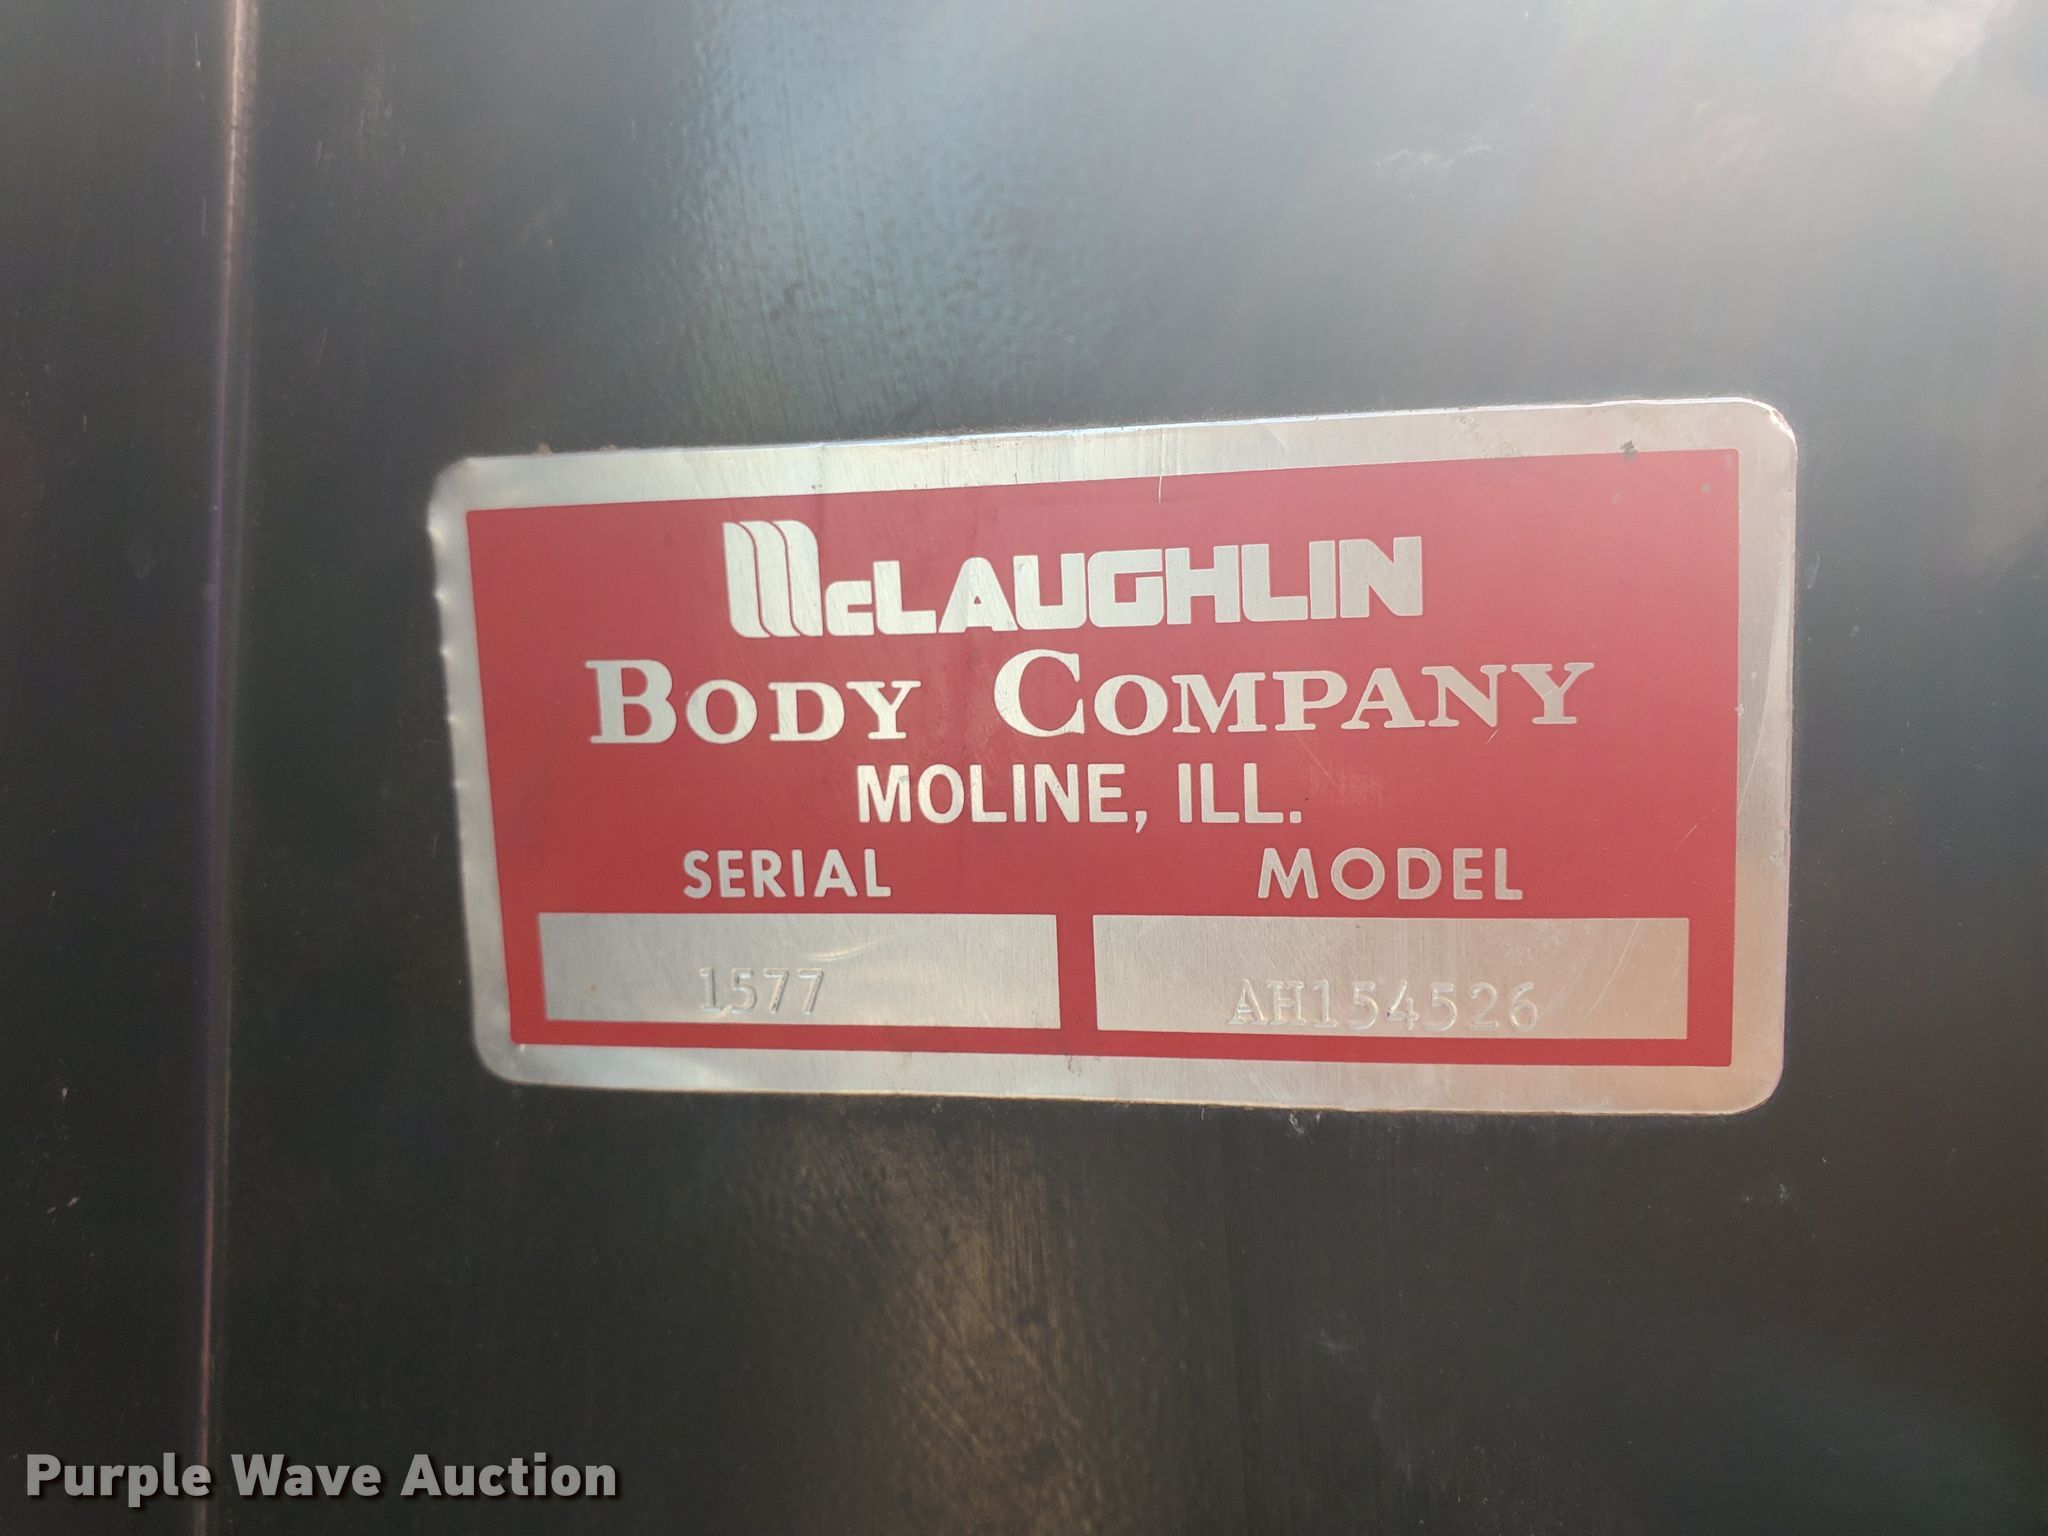 McLAUGHLIN
BODY COMPANY
MOLINE, ILL.
SERIAL MODEL
1577 AH154526
Purple Wave Auction